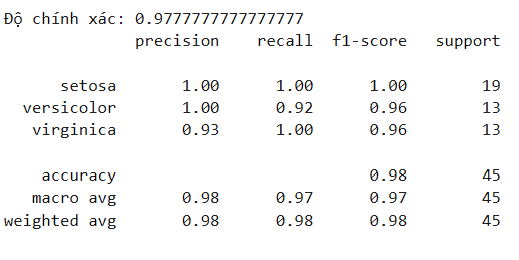 Độ chính xác: 0.9777777777777777
precision recall f1-score support
setosa 1.00 1.00 1.00 19
versicolor 1.00 0.92 0.96 13
virginica 0.93 1.00 0.96 13
accuracy 0.98 45
macro avg 0.98 0.97 0.97 45
weighted avg 0.98 0.98 0.98 45